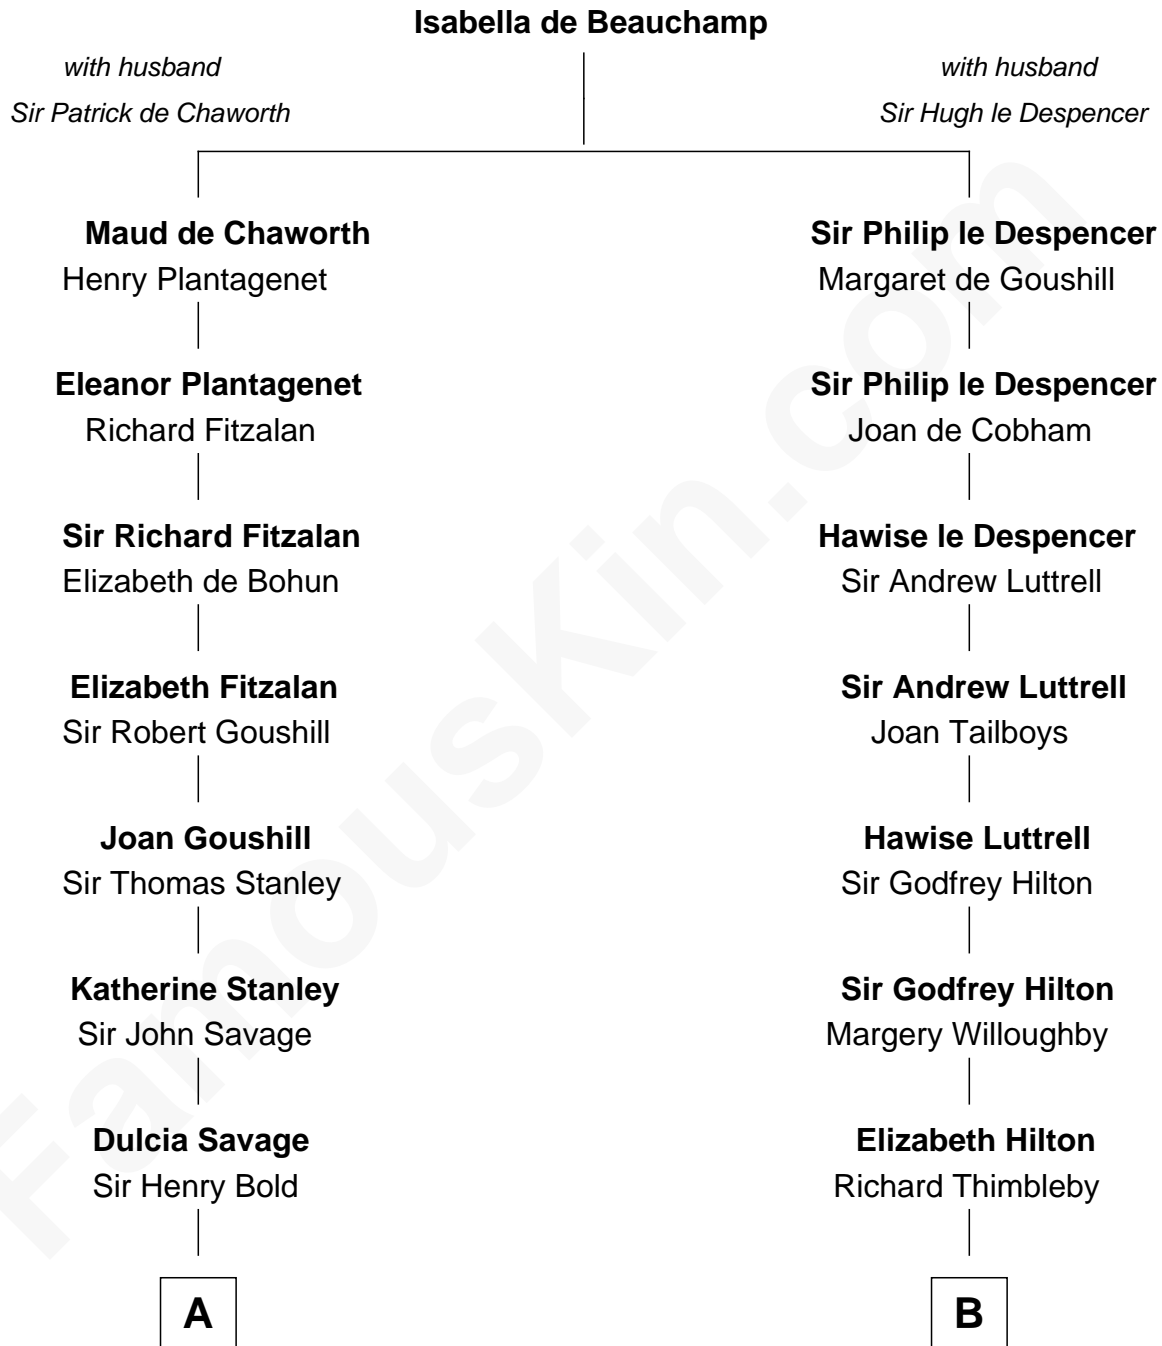 Isabella de Beauchamp
with husband
Sir Patrick de Chaworth
with husband
Sir Hugh le Despencer
Maud de Chaworth
Henry Plantagenet
Sir Philip le Despencer
Margaret de Goushill
Eleanor Plantagenet
Richard Fitzalan
Sir Philip le Despencer
Joan de Cobham
Sir Richard Fitzalan
Elizabeth de Bohun
Hawise le Despencer
Sir Andrew Luttrell
Elizabeth Fitzalan
Sir Robert Goushill
Sir Andrew Luttrell
Joan Tailboys
Joan Goushill
Sir Thomas Stanley
Hawise Luttrell
Sir Godfrey Hilton
Katherine Stanley
Sir John Savage
Sir Godfrey Hilton
Margery Willoughby
Dulcia Savage
Sir Henry Bold
Elizabeth Hilton
Richard Thimbleby
A
B
FamousKin.com